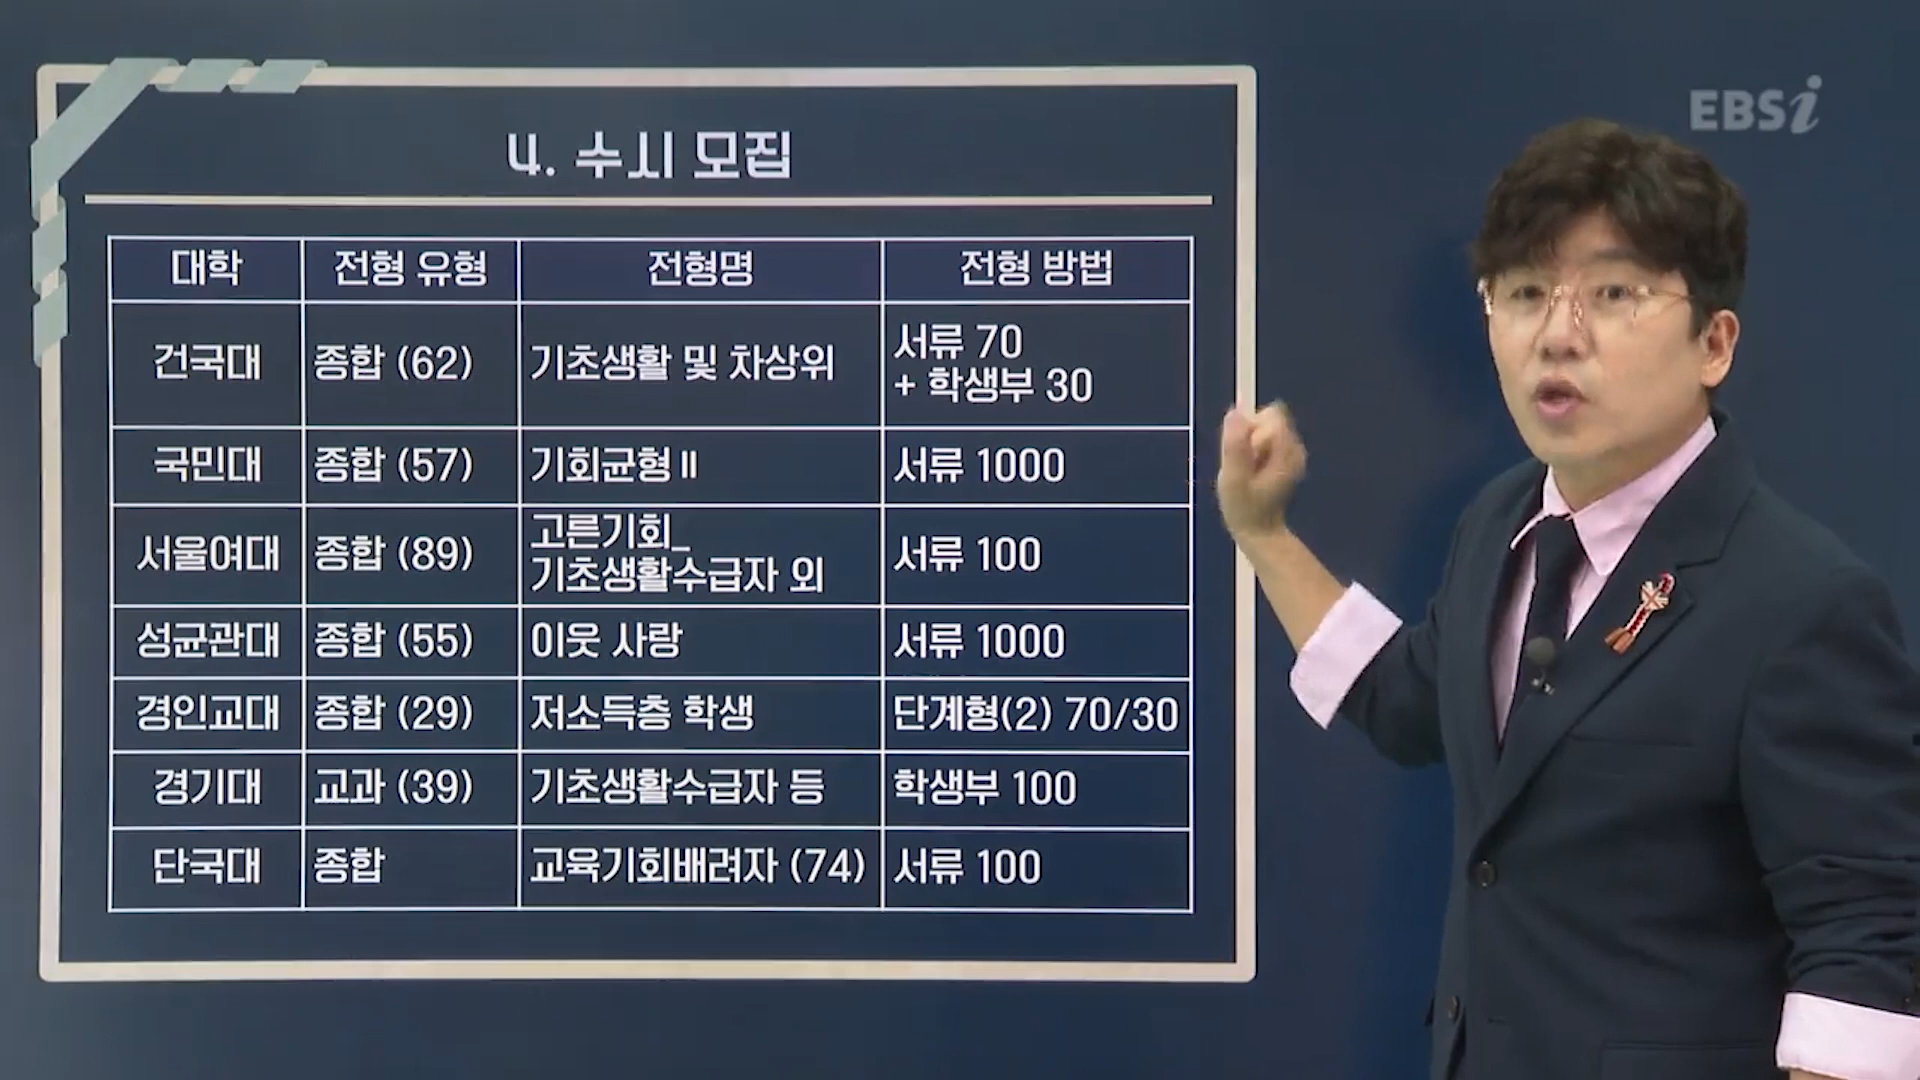 EBSi
4. 수시 모집
대학 전형 유형 전형명 전형 방법
건국대 종합 (62) 기초생활 및 차상위 서류 70
+ 학생부 30
국민대 종합 (57) 기회균형Ⅱ 서류 1000
서울여대 종합 (89) 고른기회_
기초생활수급자 외 서류 100
성균관대 종합 (55) 이웃 사랑 서류 1000
경인교대 종합 (29) 저소득층 학생 단계형(2) 70/30
경기대 교과 (39) 기초생활수급자 등 학생부 100
단국대 종합 교육기회배려자 (74) 서류 100